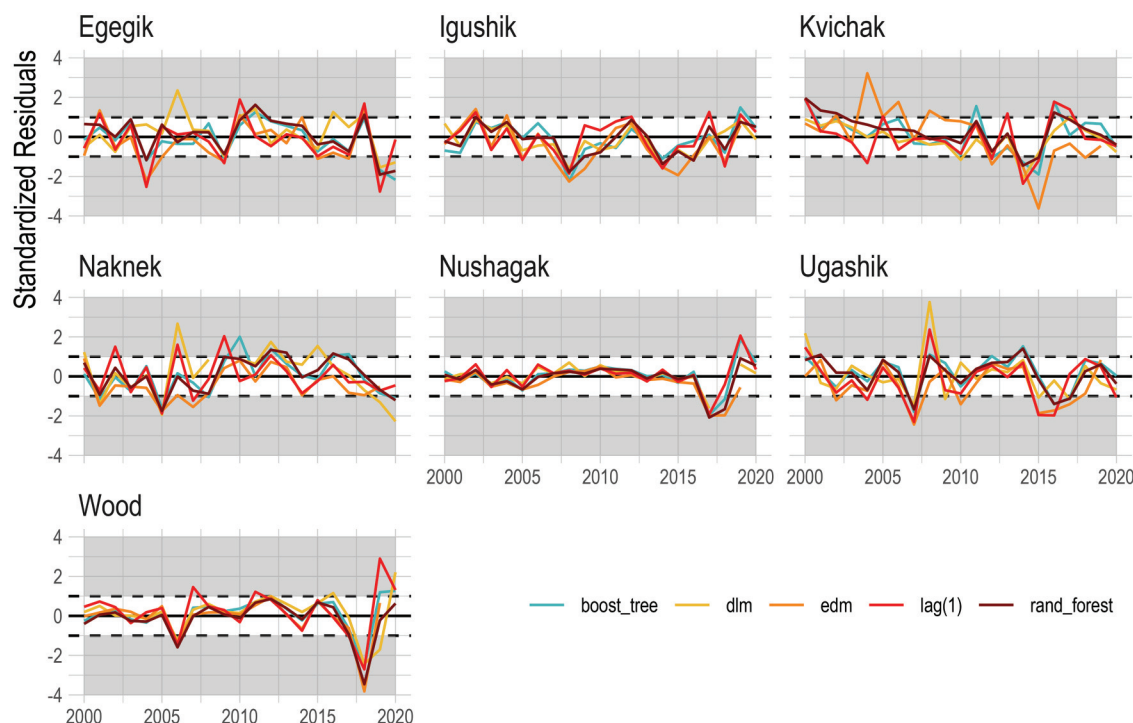 Egegik
Igushik
Kvichak
Standardized Residuals
4
2
0
-2
-4
Naknek
Nushagak
Ugashik
4
2
0
-2
-4
2000 2005 2010 2015 2020
2000 2005 2010 2015 2020
Wood
4
2
0
-2
-4
2000 2005 2010 2015 2020
boost_tree dlm edm lag(1) rand_forest